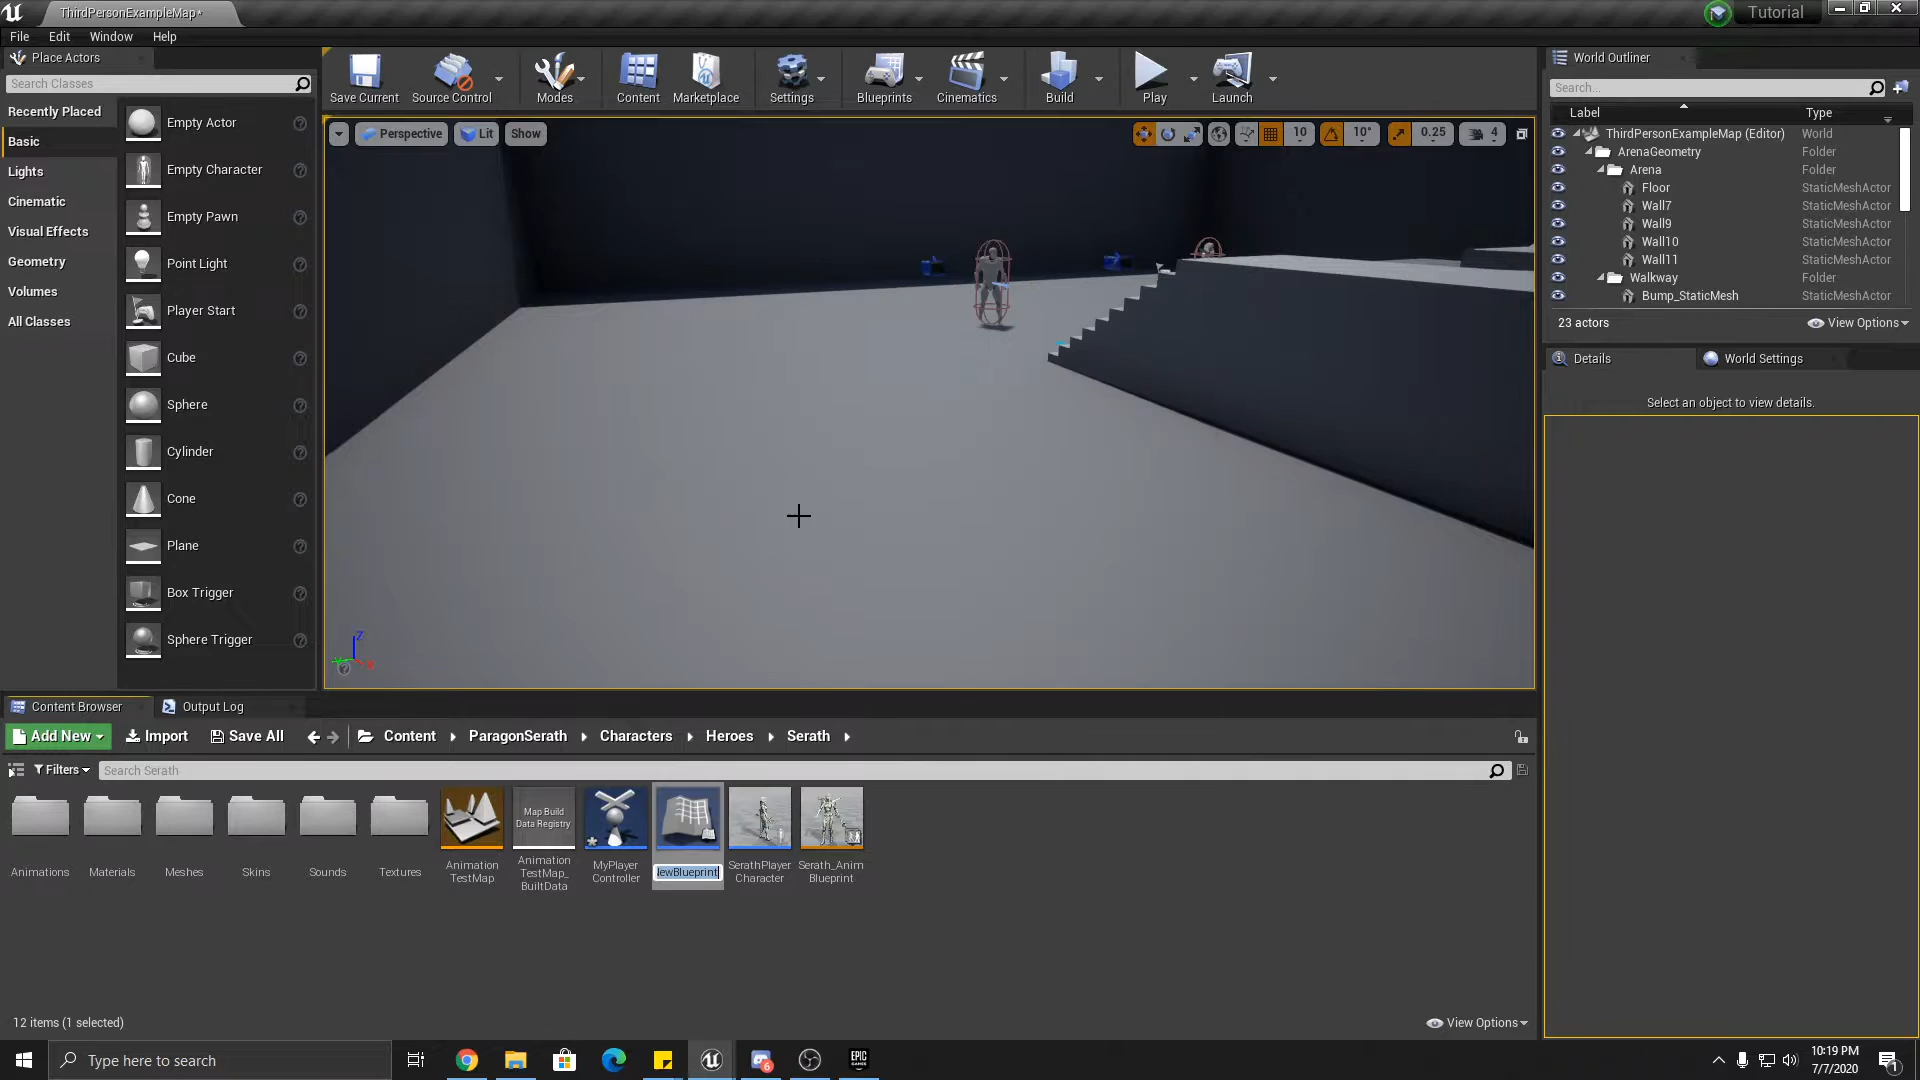 ThirdPersonExampleMap*
Tutorial
File Edit Window Help
Place Actors
Search Classes
Recently Placed
Basic
Lights
Cinematic
Visual Effects
Geometry
Volumes
All Classes
Empty Actor
Empty Character
Empty Pawn
Point Light
Player Start
Cube
Sphere
Cylinder
Cone
Plane
Box Trigger
Sphere Trigger
Save Current Source Control Modes Content Marketplace Settings Blueprints Cinematics Build Play Launch
Perspective Lit Show
10 10° 0.25 4
Z
World Outliner
Search...
Label Type
ThirdPersonExampleMap (Editor) World
ArenaGeometry Folder
Arena Folder
Floor StaticMeshActor
Wall7 StaticMeshActor
Wall9 StaticMeshActor
Wall10 StaticMeshActor
Wall11 StaticMeshActor
Walkway Folder
Bump_StaticMesh StaticMeshActor
23 actors View Options
Details World Settings
Select an object to view details.
Content Browser Output Log
Add New Import Save All Content ParagonSerath Characters Heroes Serath
Filters Search Serath
Animations
Materials
Meshes
Skins
Sounds
Textures
Animation
TestMap
Map Build
Data Registry
Animation
TestMap_
BuiltData
MyPlayer
Controller
ewBlueprint
SerathPlayer
Character
Serath_Anim
Blueprint
12 items (1 selected) View Options
Type here to search
6
EPIC
GAMES
10:19 PM
7/7/2020
1